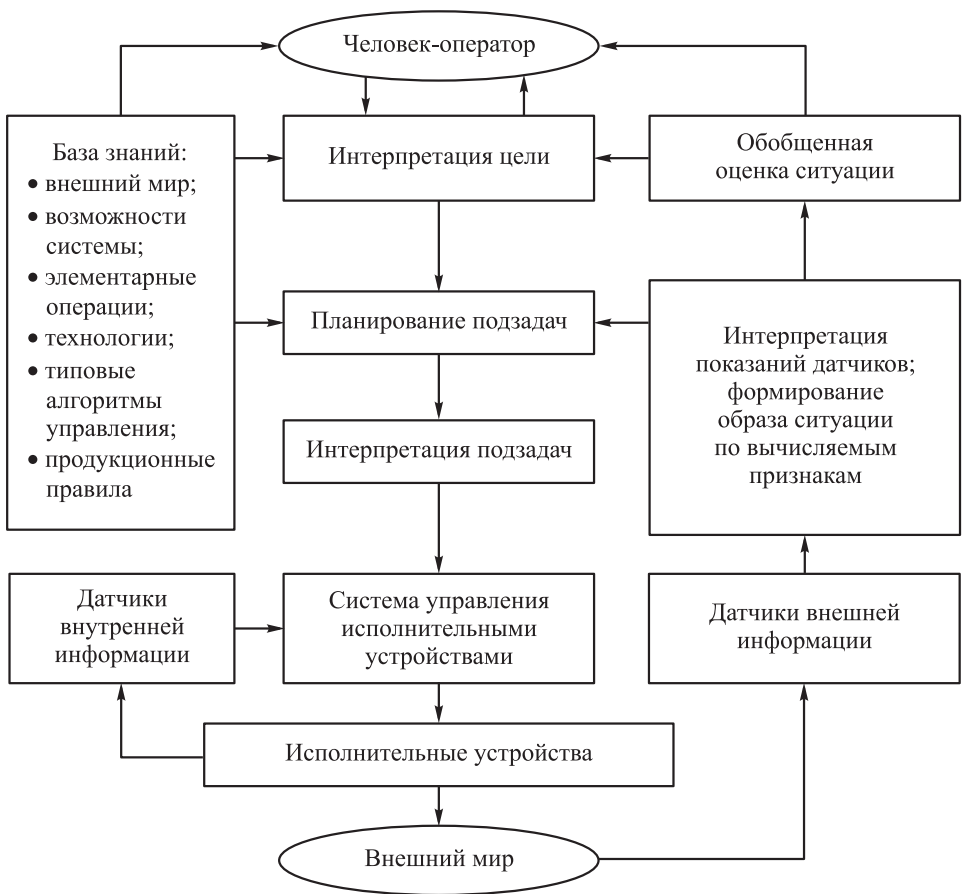 Человек-оператор
База знаний:
• внешний мир;
• возможности
системы;
• элементарные
операции;
• технологии;
• типовые
алгоритмы
управления;
• продукционные
правила
Интерпретация цели
Обобщенная
оценка ситуации
Планирование подзадач
Интерпретация
показаний датчиков;
формирование
образа ситуации
по вычисляемым
признакам
Интерпретация подзадач
Датчики
внутренней
информации
Система управления
исполнительными
устройствами
Датчики внешней
информации
Исполнительные устройства
Внешний мир